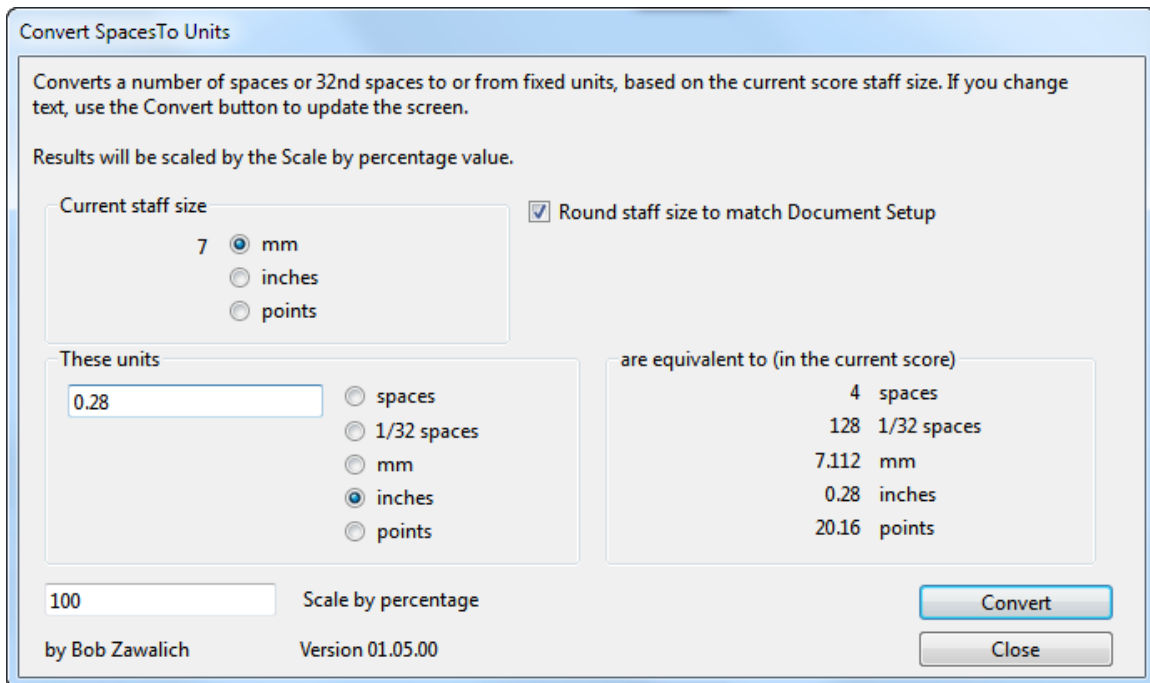 Convert SpacesTo Units
Converts a number of spaces or 32nd spaces to or from fixed units, based on the current score staff size. If you change
text, use the Convert button to update the screen.
Results will be scaled by the Scale by percentage value.
Current staff size
7 mm
inches
points
Round staff size to match Document Setup
These units
0.28
spaces
1/32 spaces
mm
inches
points
are equivalent to (in the current score)
4 spaces
128 1/32 spaces
7.112 mm
0.28 inches
20.16 points
100 Scale by percentage
Convert
by Bob Zawalich Version 01.05.00
Close